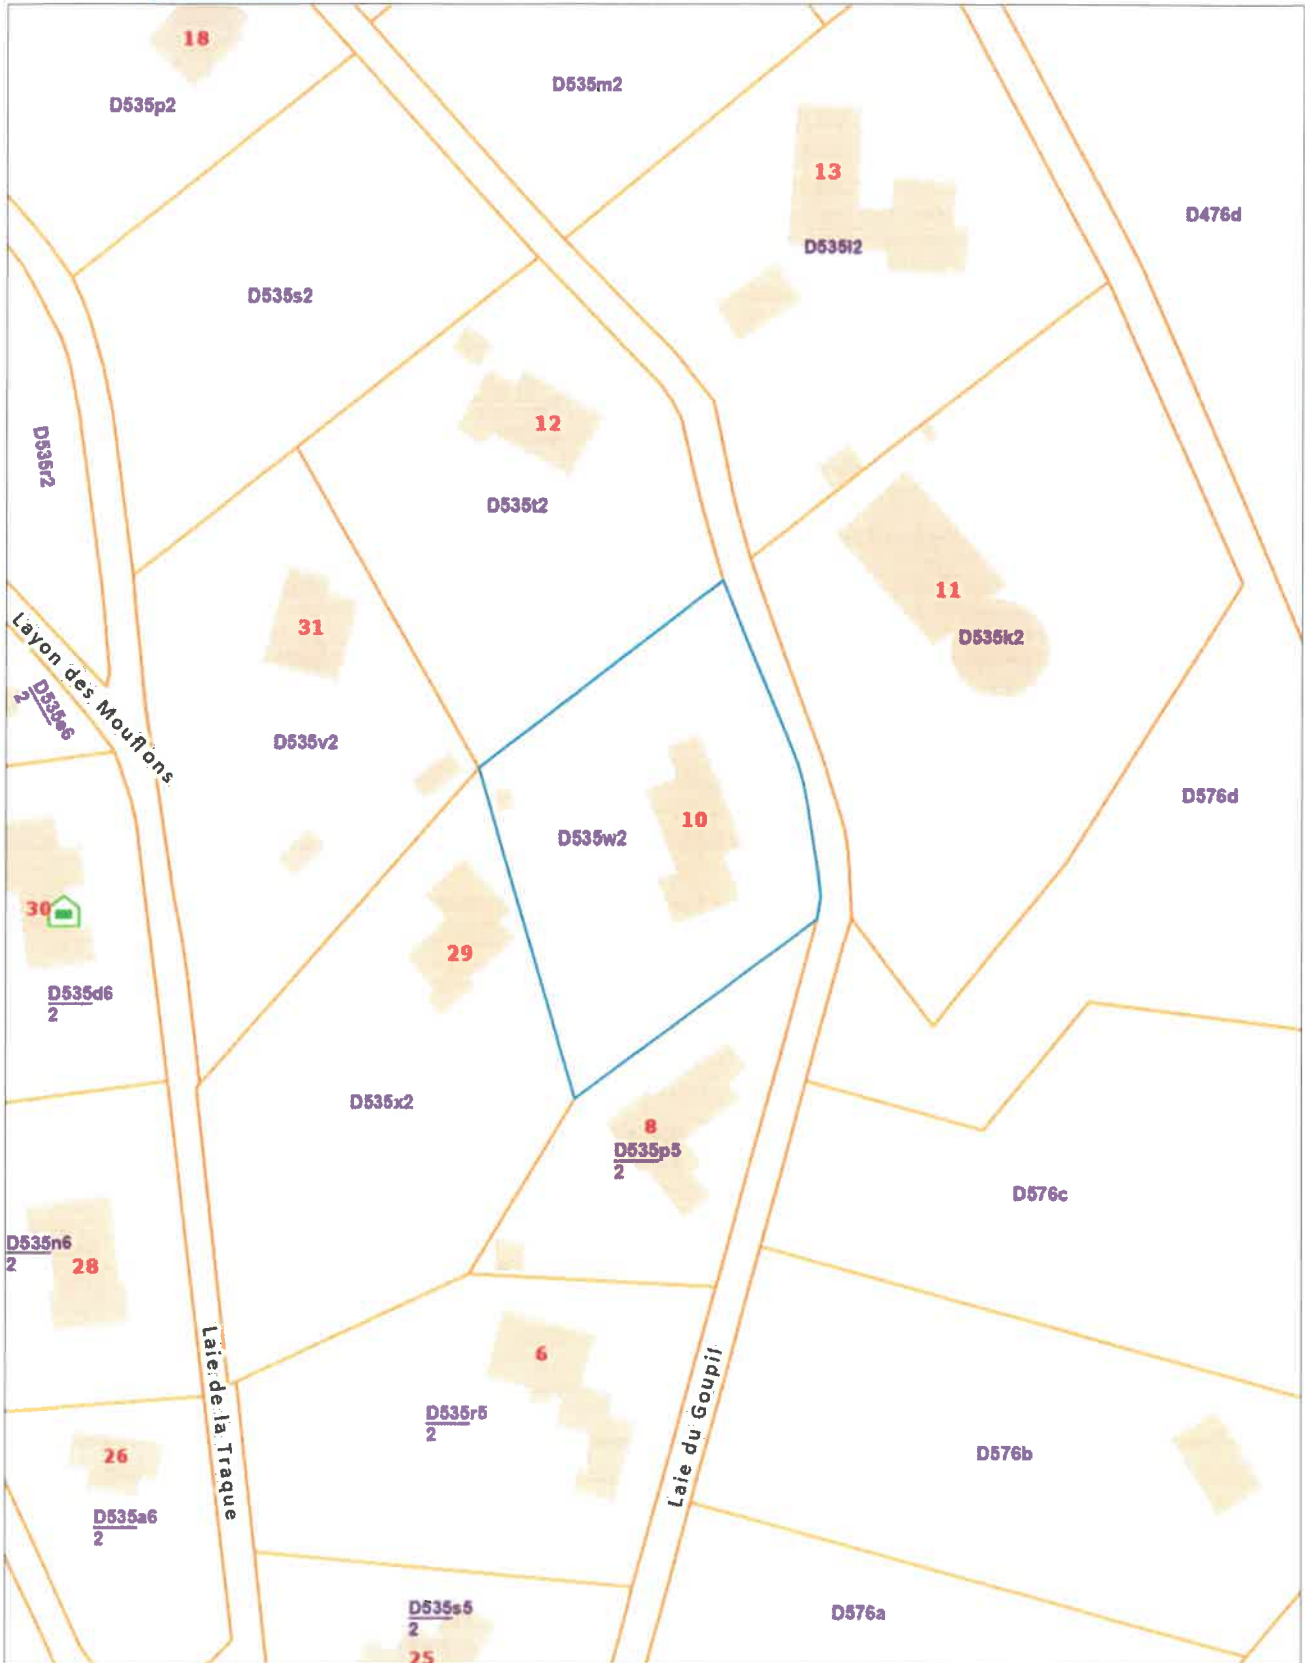 18
D535p2
D535m2
13
D535l2
D476d
D535s2
12
D535t2
D535r2
11
D535k2
31
Layon des Mouflons
D535e6
2
D535v2
D576d
10
D535w2
30
29
D535d6
2
D535x2
8
D535p5
2
D576c
D535n6
2
28
Laie de la Traque
6
Laie du Goupil
D535r5
2
D576b
26
D535a6
2
D535s5
2
25
D576a